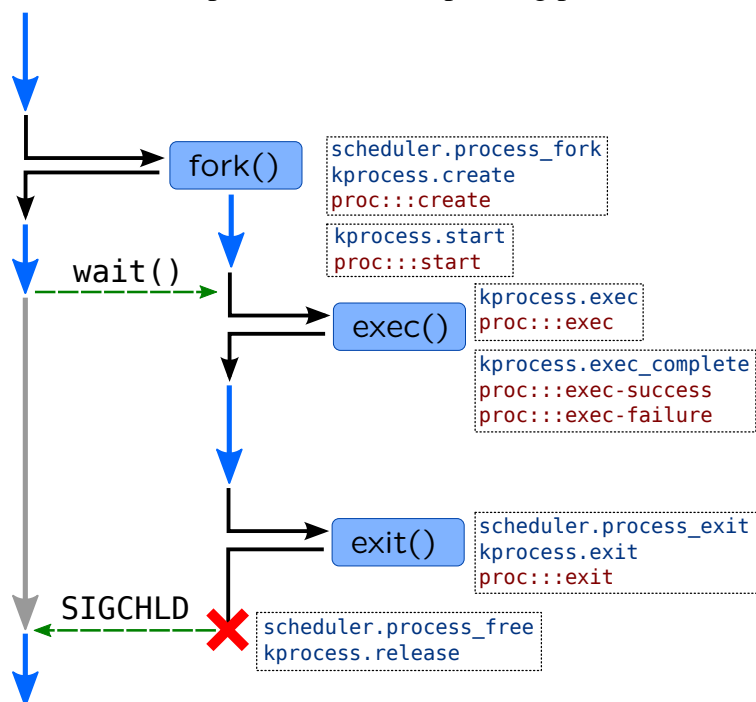 fork()
scheduler.process_fork
kprocess.create
proc:::create
kprocess.start
proc:::start
wait()
exec()
kprocess.exec
proc:::exec
kprocess.exec_complete
proc:::exec-success
proc:::exec-failure
exit()
scheduler.process_exit
kprocess.exit
proc:::exit
SIGCHLD
scheduler.process_free
kprocess.release